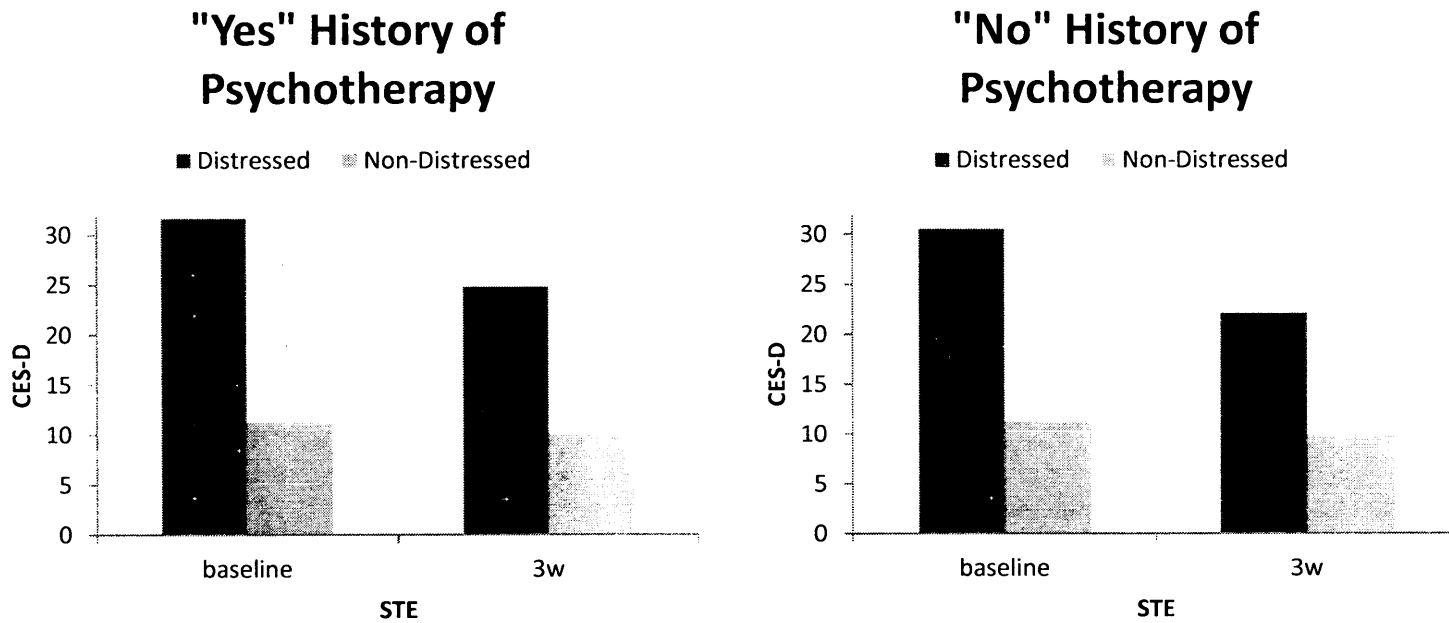 "Yes" History of
Psychotherapy
Distressed Non-Distressed
30
25
20
15
10
5
0
CES-D
baseline 3w
STE
"No" History of
Psychotherapy
Distressed Non-Distressed
30
25
20
15
10
5
0
CES-D
baseline 3w
STE